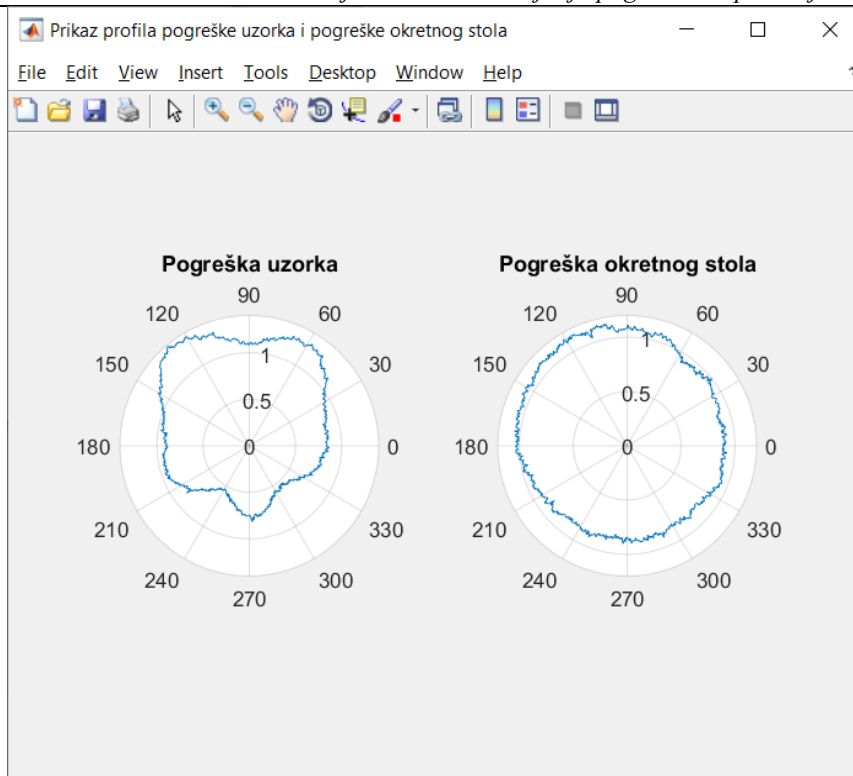 Prikaz profila pogreške uzorka i pogreške okretnog stola
File Edit View Insert Tools Desktop Window Help
Pogreška uzorka
90
120 60
150 1 30
0.5
180 0 0
210 330
240 300
270
Pogreška okretnog stola
90
120 60
1
150 30
0.5
180 0 0
210 330
240 300
270